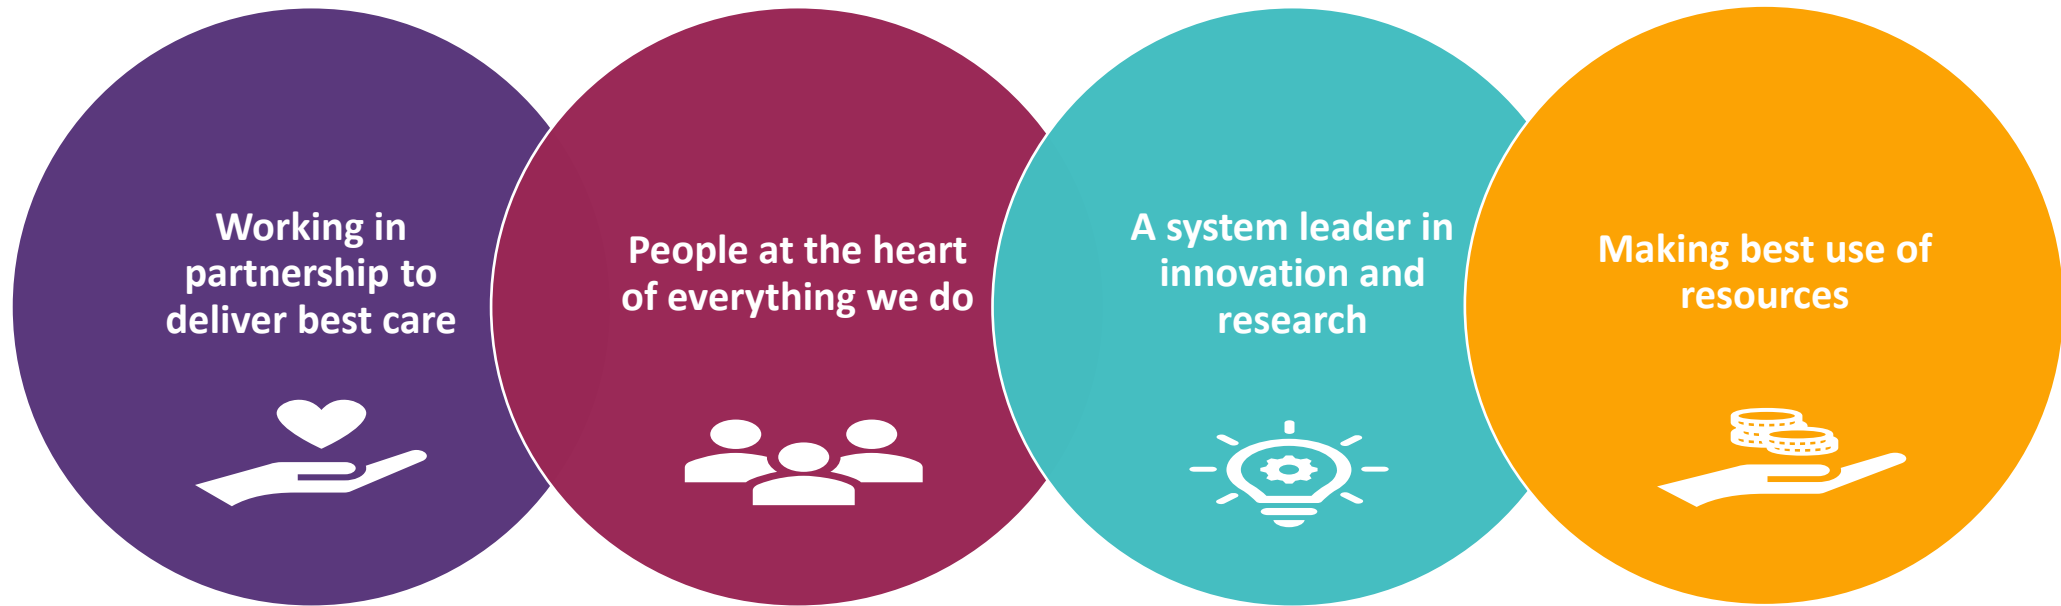 Working in
partnership to
deliver best care
People at the heart
of everything we do
A system leader in
innovation and
research
Making best use of
resources